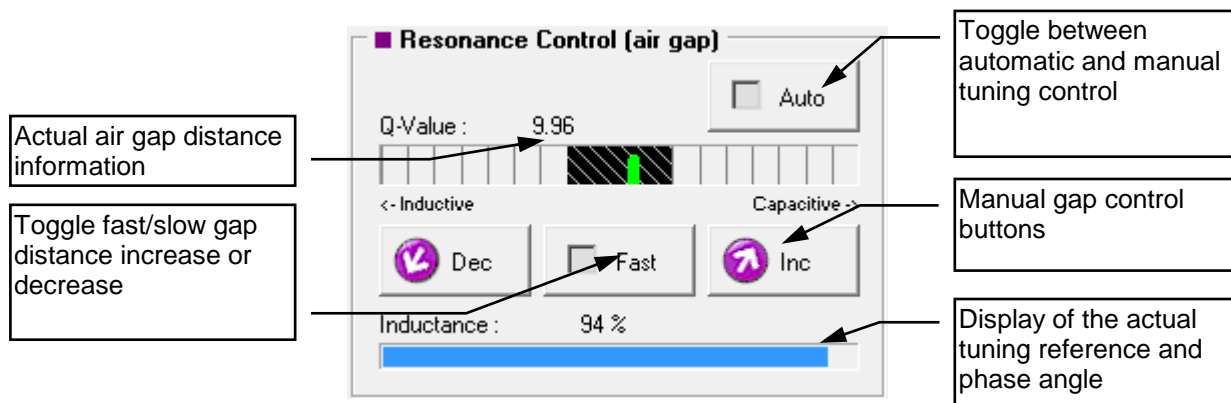 Resonance Control (air gap)
Auto
Q-Value : 9.96
<- Inductive Capacitive ->
Dec
Fast
Inc
Inductance : 94 %
Actual air gap distance
information
Toggle fast/slow gap
distance increase or
decrease
Toggle between
automatic and manual
tuning control
Manual gap control
buttons
Display of the actual
tuning reference and
phase angle